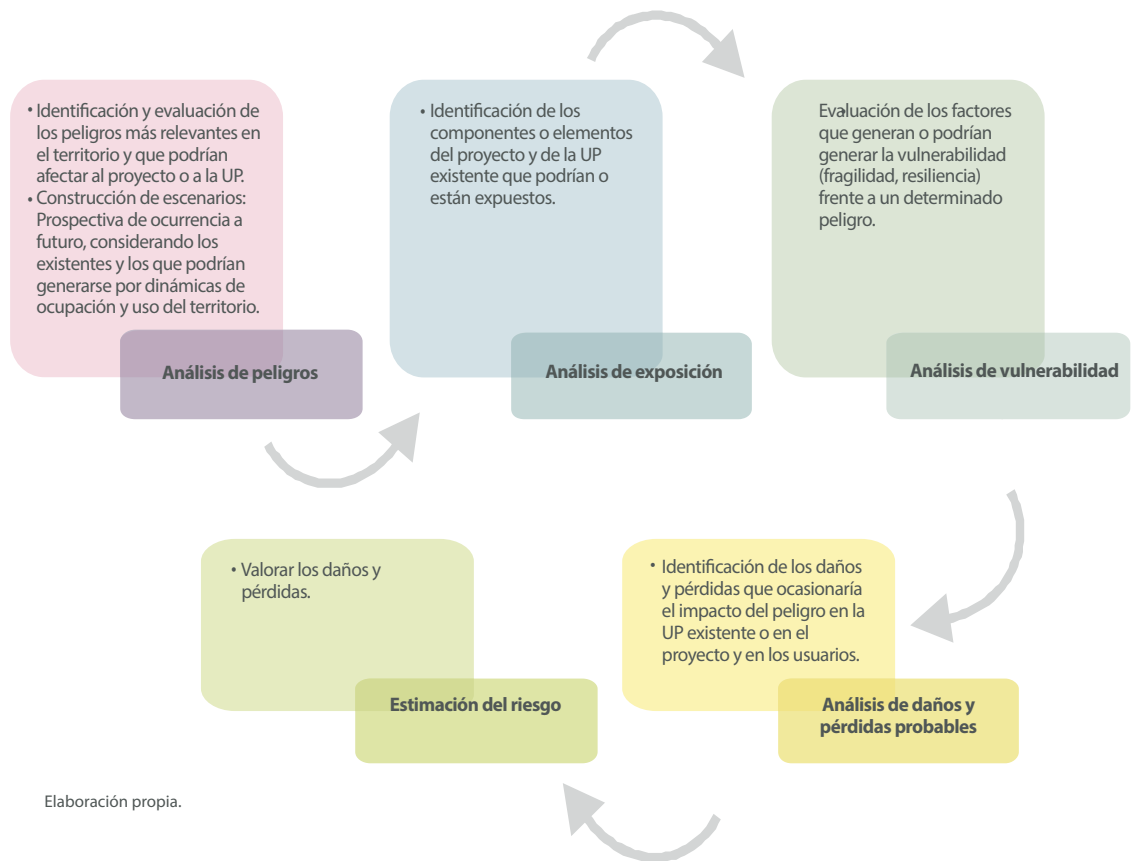 • Identificación y evaluación de
los peligros más relevantes en
el territorio y que podrían
afectar al proyecto o a la UP.
• Construcción de escenarios:
Prospectiva de ocurrencia a
futuro, considerando los
existentes y los que podrían
generarse por dinámicas de
ocupación y uso del territorio.
Análisis de peligros
• Identificación de los
componentes o elementos
del proyecto y de la UP
existente que podrían o
están expuestos.
Análisis de exposición
Evaluación de los factores
que generan o podrían
generar la vulnerabilidad
(fragilidad, resiliencia)
frente a un determinado
peligro.
Análisis de vulnerabilidad
• Identificación de los daños
y pérdidas que ocasionaría
el impacto del peligro en la
UP existente o en el
proyecto y en los usuarios.
Análisis de daños y
pérdidas probables
• Valorar los daños y
pérdidas.
Estimación del riesgo
Elaboración propia.